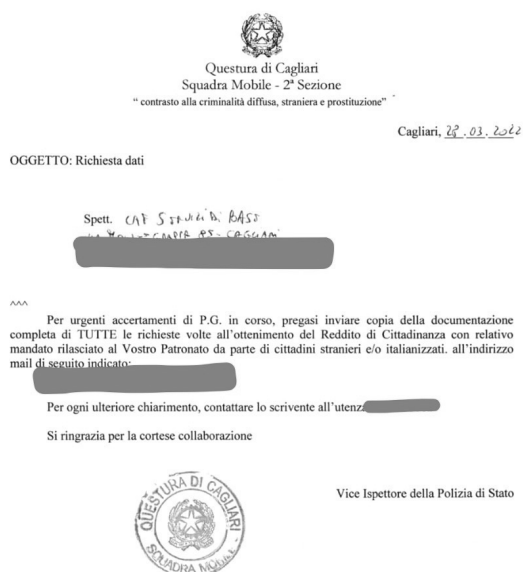 Questura di Cagliari
Squadra Mobile - 2ª Sezione
“ contrasto alla criminalità diffusa, straniera e prostituzione”
Cagliari, 28.03.2022
OGGETTO: Richiesta dati
Spett. CAF
CAGLIARI
^^^
Per urgenti accertamenti di P.G. in corso, pregasi inviare copia della documentazione
completa di TUTTE le richieste volte all'ottenimento del Reddito di Cittadinanza con relativo
mandato rilasciato al Vostro Patronato da parte di cittadini stranieri e/o italianizzati. all'indirizzo
mail di seguito indicato:
Per ogni ulteriore chiarimento, contattare lo scrivente all'utenz
Si ringrazia per la cortese collaborazione
Vice Ispettore della Polizia di Stato
QUESTURA DI CAGLIARI
SQUADRA MOBILE